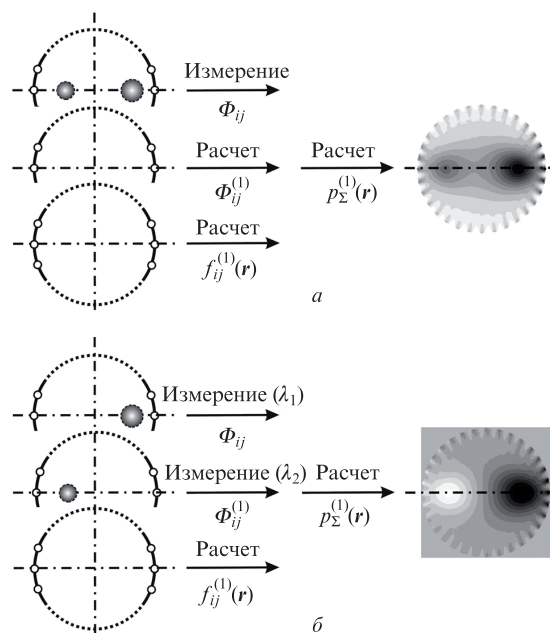 Измерение
Φij
Расчет Расчет
Φij(1) pΣ(1)(r)
Расчет
fij(1)(r)
а
Измерение (λ1)
Φij
Измерение (λ2) Расчет
Φij(1) pΣ(1)(r)
Расчет
fij(1)(r)
б